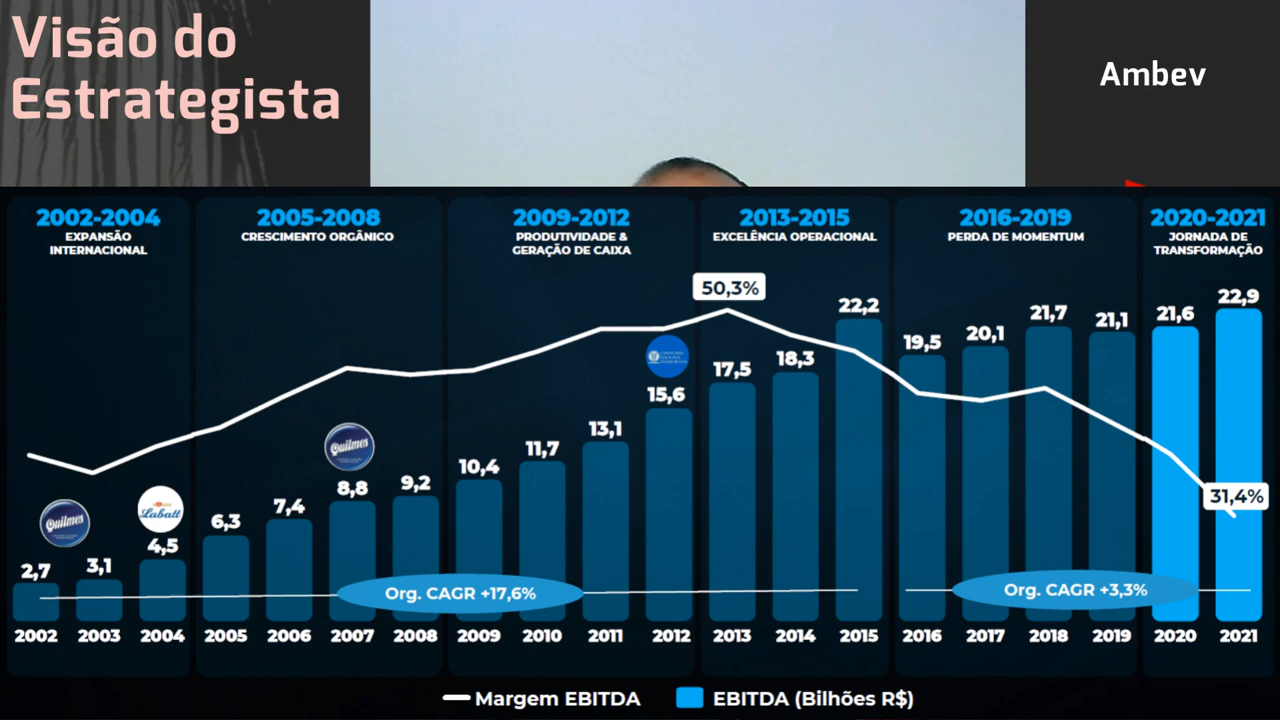 Visão do
Estrategista
Ambev
2002-2004
EXPANSÃO
INTERNACIONAL
2005-2008
CRESCIMENTO ORGÂNICO
2009-2012
PRODUTIVIDADE &
GERAÇÃO DE CAIXA
2013-2015
EXCELÊNCIA OPERACIONAL
2016-2019
PERDA DE MOMENTUM
2020-2021
JORNADA DE
TRANSFORMAÇÃO
50,3%
31,4%
2,7 3,1 4,5 6,3 7,4 8,8 9,2 10,4 11,7 13,1 15,6 17,5 18,3 22,2 19,5 20,1 21,7 21,1 21,6 22,9
Quilmes
Labatt
Quilmes
Org. CAGR +17,6%
Org. CAGR +3,3%
2002 2003 2004 2005 2006 2007 2008 2009 2010 2011 2012 2013 2014 2015 2016 2017 2018 2019 2020 2021
Margem EBITDA
EBITDA (Bilhões R$)